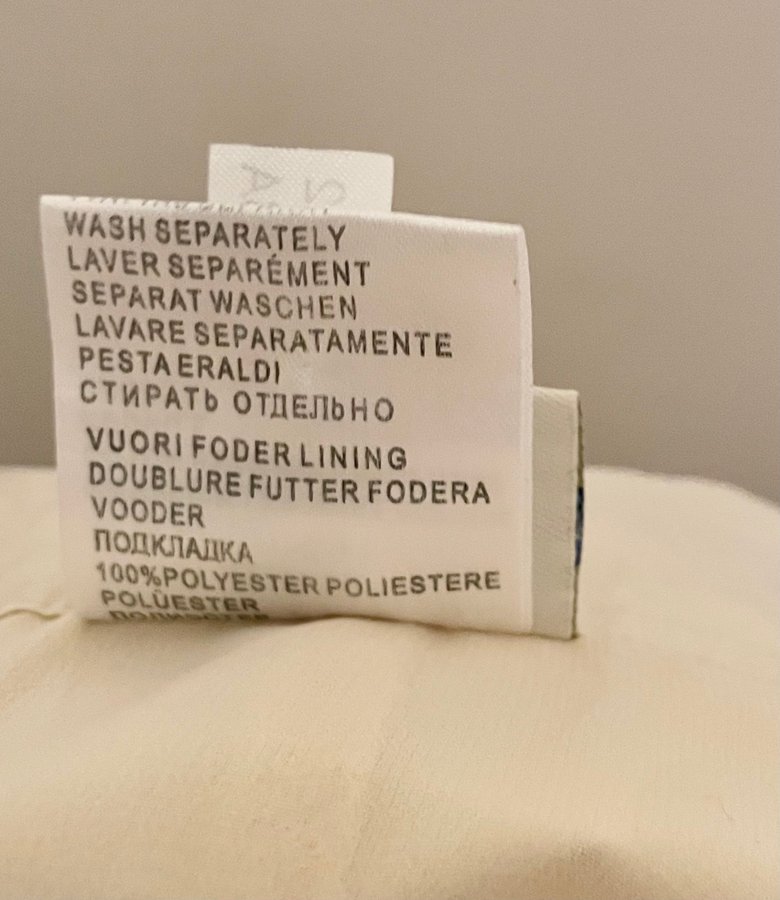 WASH SEPARATELY
LAVER SEPARÉMENT
SEPARAT WASCHEN
LAVARE SEPARATAMENTE
PESTA ERALDI
СТИРАТЬ ОТДЕЛЬНО
VUORI FODER LINING
DOUBLURE FUTTER FODERA
VOODER
ПОДКЛАДКА
100%POLYESTER POLIESTERE
POLÜESTER